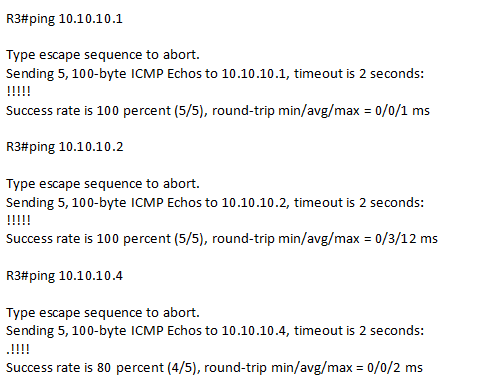 R3#ping 10.10.10.1
Type escape sequence to abort.
Sending 5, 100-byte ICMP Echos to 10.10.10.1, timeout is 2 seconds:
!!!!!
Success rate is 100 percent (5/5), round-trip min/avg/max = 0/0/1 ms
R3#ping 10.10.10.2
Type escape sequence to abort.
Sending 5, 100-byte ICMP Echos to 10.10.10.2, timeout is 2 seconds:
!!!!!
Success rate is 100 percent (5/5), round-trip min/avg/max = 0/3/12 ms
R3#ping 10.10.10.4
Type escape sequence to abort.
Sending 5, 100-byte ICMP Echos to 10.10.10.4, timeout is 2 seconds:
.!!!!
Success rate is 80 percent (4/5), round-trip min/avg/max = 0/0/2 ms